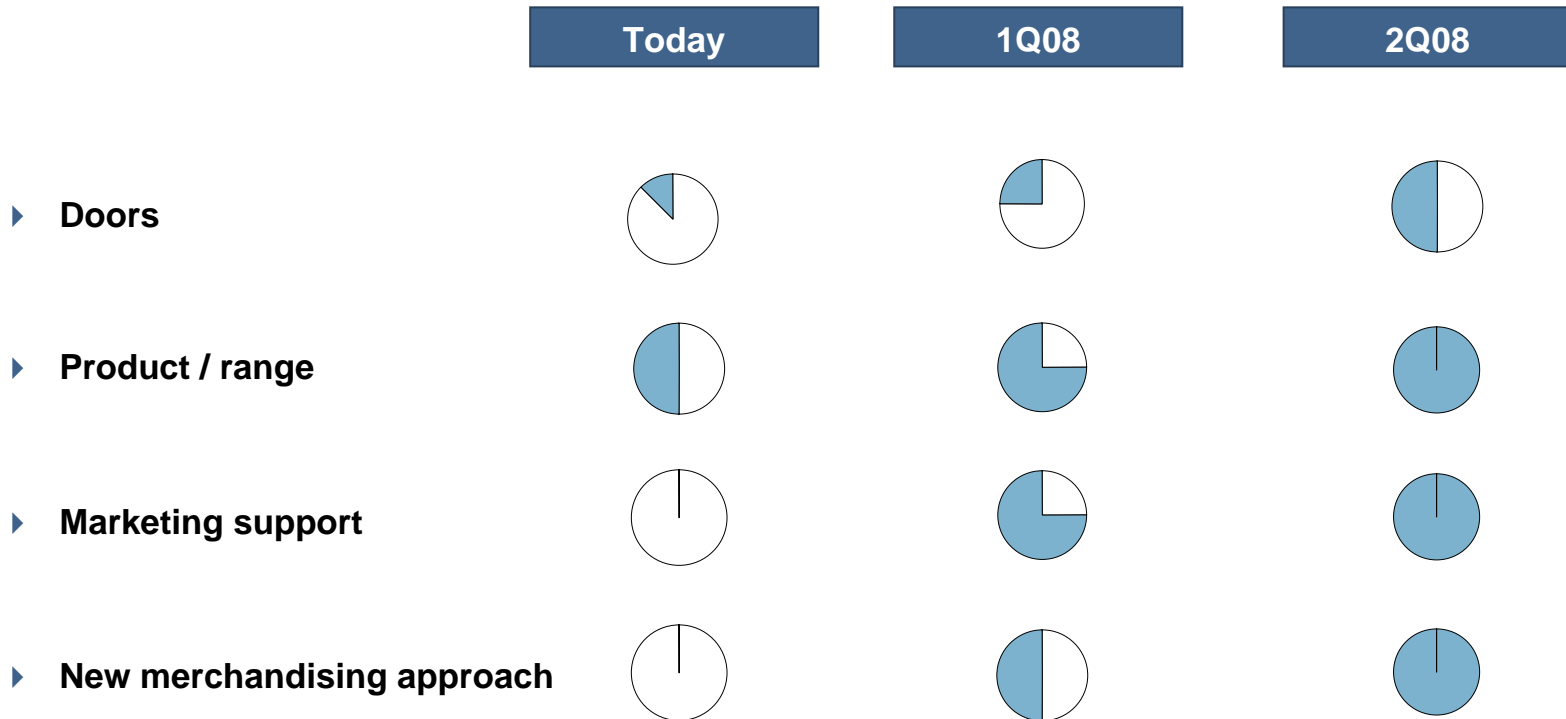 Today 1Q08 2Q08
Doors
Product / range
Marketing support
New merchandising approach